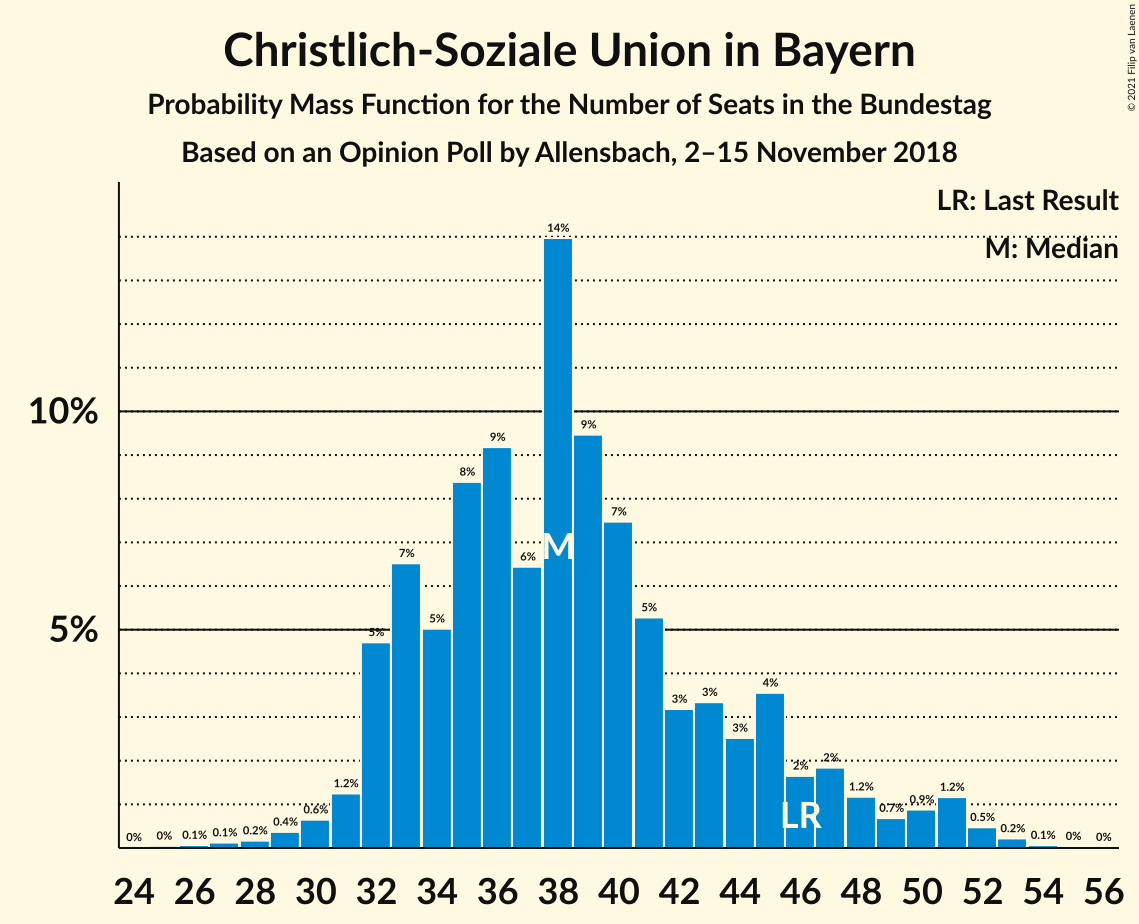 Christlich-Soziale Union in Bayern
Probability Mass Function for the Number of Seats in the Bundestag
Based on an Opinion Poll by Allensbach, 2–15 November 2018
© 2021 Filip van Laenen
LR: Last Result
M: Median
10%
5%
0% 0% 0.1% 0.1% 0.2% 0.4% 0.6% 1.2% 5% 7% 5% 8% 9% 6% 14% 9% 7% 5% 3% 3% 3% 4% 2% 2% 1.2% 0.7% 0.9% 1.2% 0.5% 0.2% 0.1% 0% 0%
M
LR
24 26 28 30 32 34 36 38 40 42 44 46 48 50 52 54 56